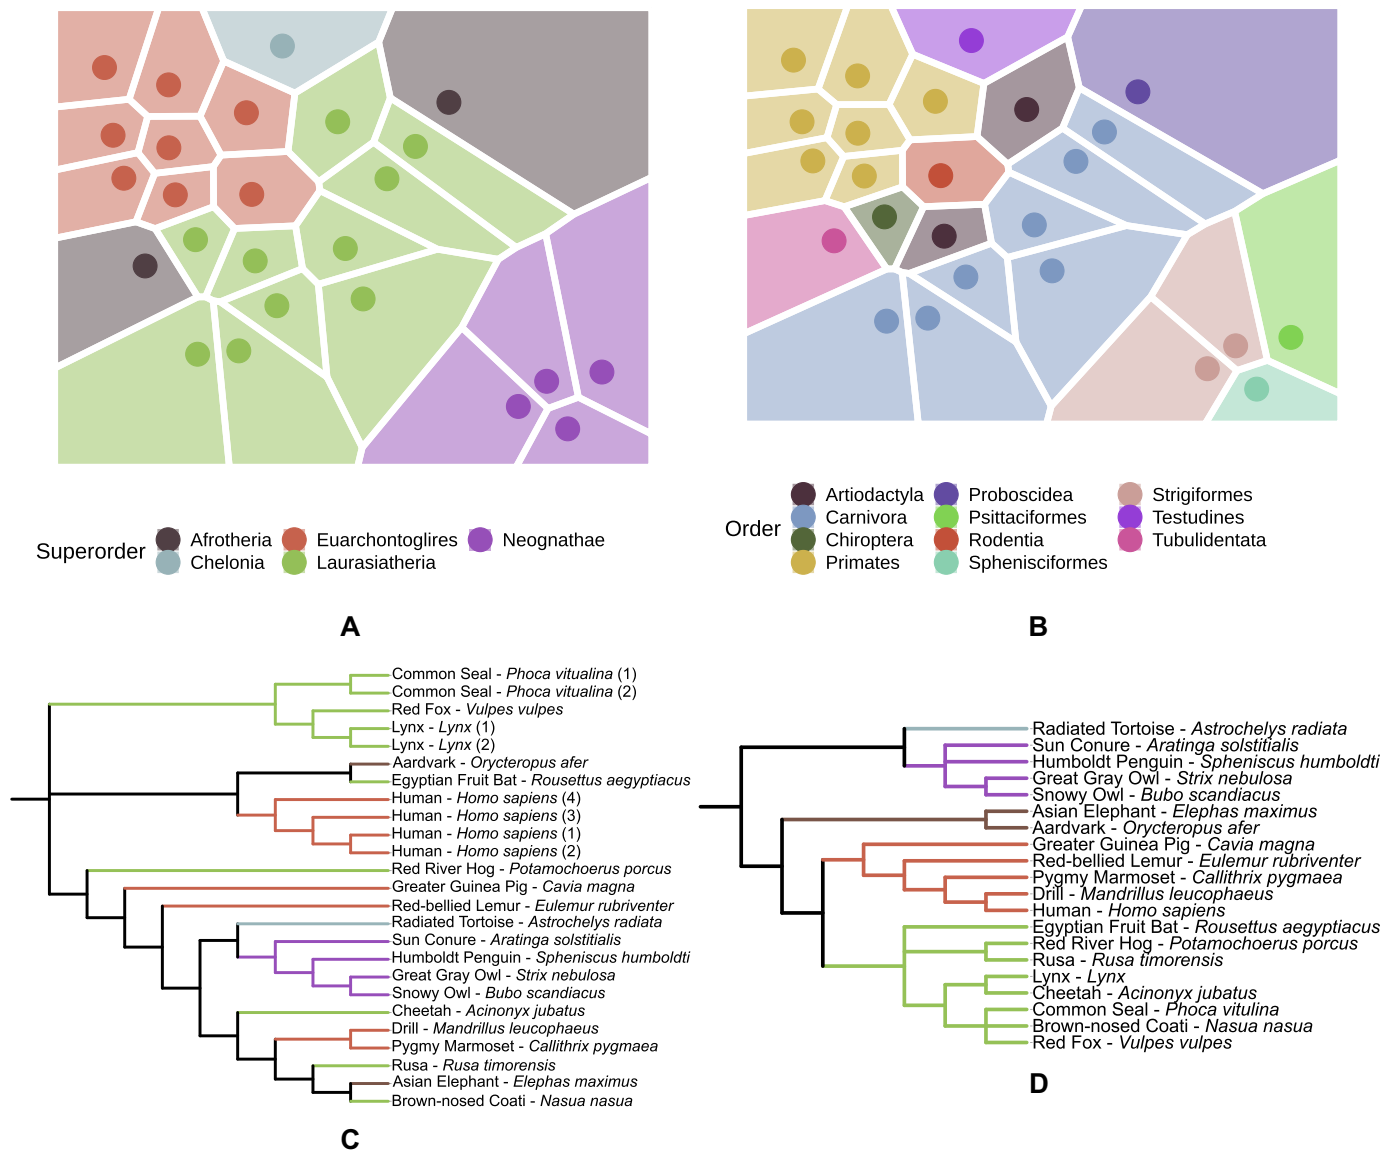 Superorder
Afrotheria
Euarchontoglires
Neognathae
Chelonia
Laurasiatheria
Order
Artiodactyla
Proboscidea
Strigiformes
Carnivora
Psittaciformes
Testudines
Chiroptera
Rodentia
Tubulidentata
Primates
Sphenisciformes
A
B
Common Seal - Phoca vitualina (1)
Common Seal - Phoca vitualina (2)
Red Fox - Vulpes vulpes
Lynx - Lynx (1)
Lynx - Lynx (2)
Aardvark - Orycteropus afer
Egyptian Fruit Bat - Rousettus aegyptiacus
Human - Homo sapiens (4)
Human - Homo sapiens (3)
Human - Homo sapiens (1)
Human - Homo sapiens (2)
Red River Hog - Potamochoerus porcus
Greater Guinea Pig - Cavia magna
Red-bellied Lemur - Eulemur rubriventer
Radiated Tortoise - Astrochelys radiata
Sun Conure - Aratinga solstitialis
Humboldt Penguin - Spheniscus humboldti
Great Gray Owl - Strix nebulosa
Snowy Owl - Bubo scandiacus
Cheetah - Acinonyx jubatus
Drill - Mandrillus leucophaeus
Pygmy Marmoset - Callithrix pygmaea
Rusa - Rusa timorensis
Asian Elephant - Elephas maximus
Brown-nosed Coati - Nasua nasua
C
Radiated Tortoise - Astrochelys radiata
Sun Conure - Aratinga solstitialis
Humboldt Penguin - Spheniscus humboldti
Great Gray Owl - Strix nebulosa
Snowy Owl - Bubo scandiacus
Asian Elephant - Elephas maximus
Aardvark - Orycteropus afer
Greater Guinea Pig - Cavia magna
Red-bellied Lemur - Eulemur rubriventer
Pygmy Marmoset - Callithrix pygmaea
Drill - Mandrillus leucophaeus
Human - Homo sapiens
Egyptian Fruit Bat - Rousettus aegyptiacus
Red River Hog - Potamochoerus porcus
Rusa - Rusa timorensis
Lynx - Lynx
Cheetah - Acinonyx jubatus
Common Seal - Phoca vitulina
Brown-nosed Coati - Nasua nasua
Red Fox - Vulpes vulpes
D